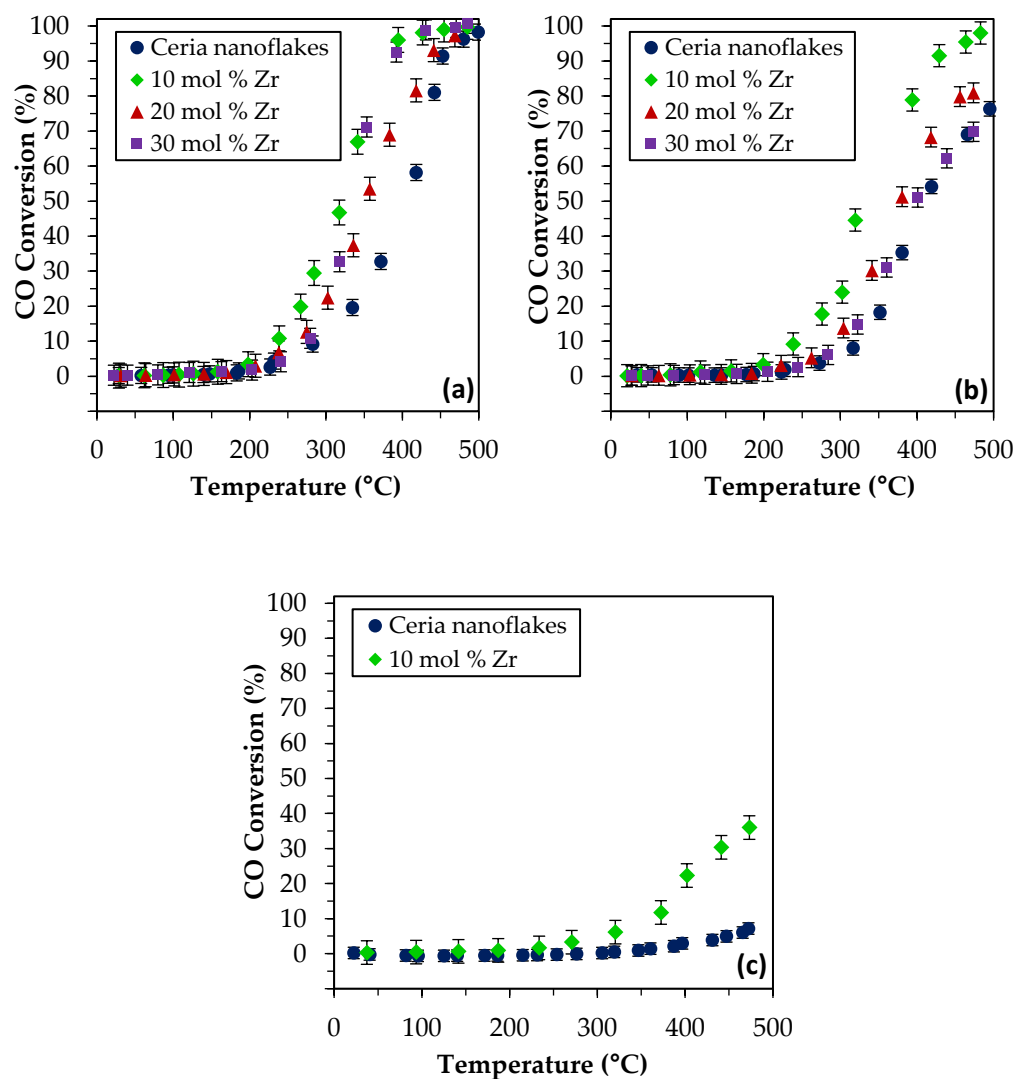 100
90
80
70
60
50
40
30
20
10
0
CO Conversion (%)
Ceria nanoflakes
10 mol % Zr
20 mol % Zr
30 mol % Zr
(a)
0 100 200 300 400 500
Temperature (°C)
100
90
80
70
60
50
40
30
20
10
0
CO Conversion (%)
Ceria nanoflakes
10 mol % Zr
20 mol % Zr
30 mol % Zr
(b)
0 100 200 300 400 500
Temperature (°C)
100
90
80
70
60
50
40
30
20
10
0
CO Conversion (%)
Ceria nanoflakes
10 mol % Zr
(c)
0 100 200 300 400 500
Temperature (°C)